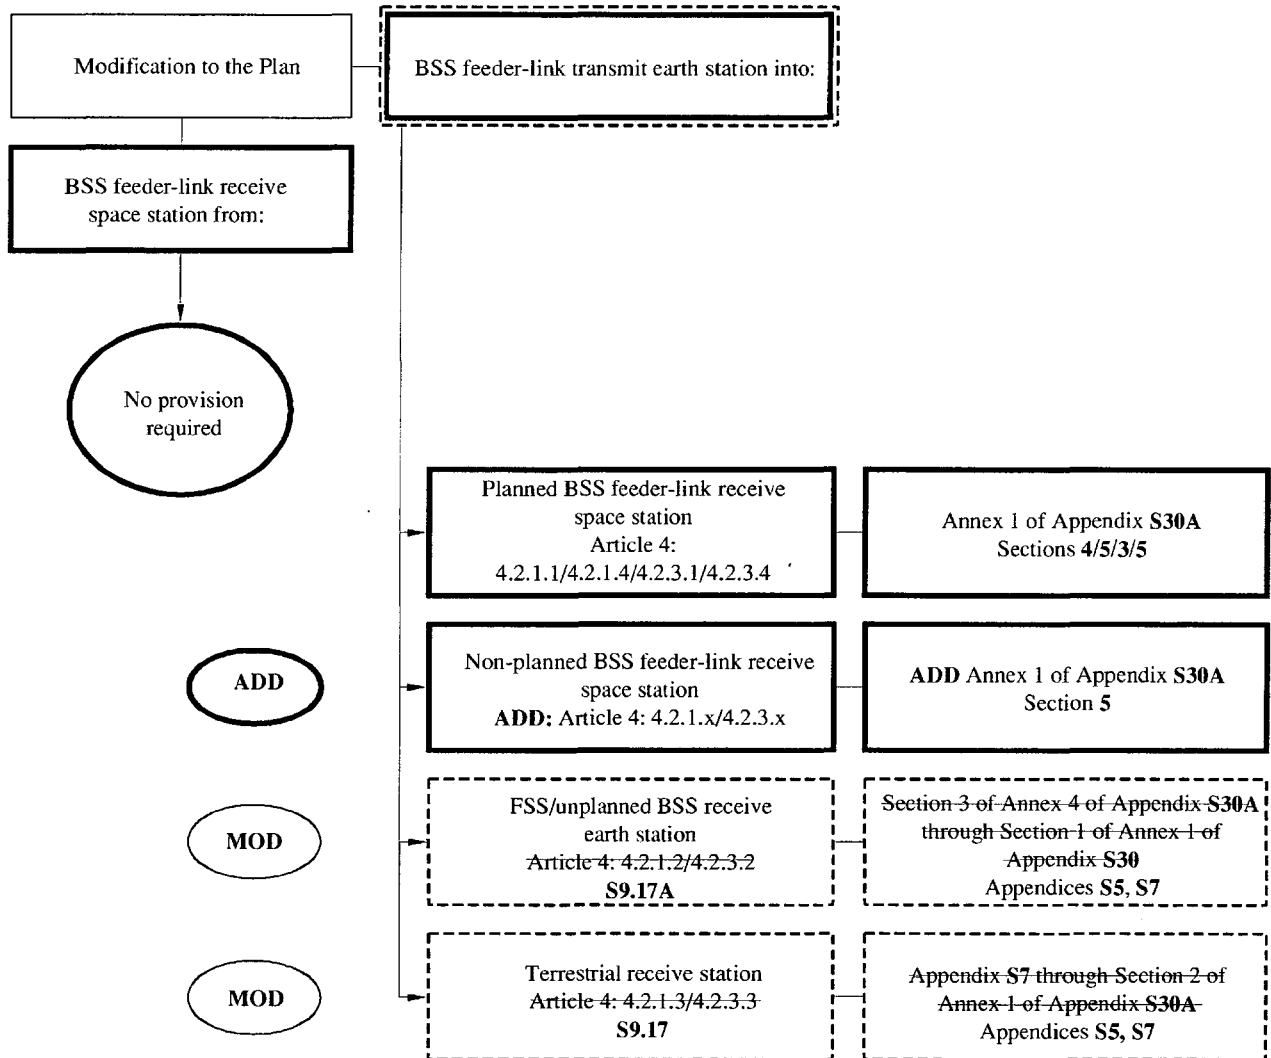 Modification to the Plan
BSS feeder-link transmit earth station into:
BSS feeder-link receive
space station from:
No provision
required
Planned BSS feeder-link receive
space station
Article 4:
4.2.1.1/4.2.1.4/4.2.3.1/4.2.3.4
Annex 1 of Appendix S30A
Sections 4/5/3/5
ADD
Non-planned BSS feeder-link receive
space station
ADD: Article 4: 4.2.1.x/4.2.3.x
ADD Annex 1 of Appendix S30A
Section 5
MOD
FSS/unplanned BSS receive
earth station
Article 4: 4.2.1.2/4.2.3.2
S9.17A
Section 3 of Annex 4 of Appendix S30A
through Section 1 of Annex 1 of
Appendix S30
Appendices S5, S7
MOD
Terrestrial receive station
Article 4: 4.2.1.3/4.2.3.3
S9.17
Appendix S7 through Section 2 of
Annex 1 of Appendix S30A
Appendices S5, S7